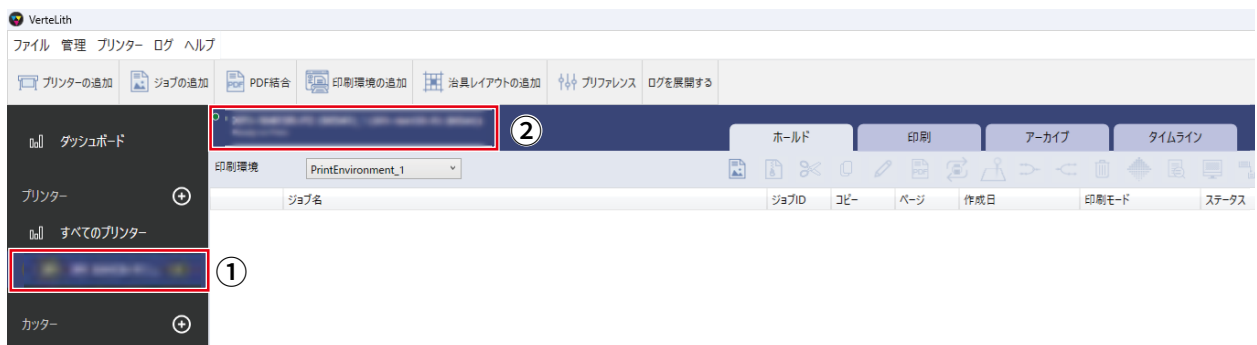 VerteLith
ファイル 管理 プリンター ログ ヘルプ
プリンターの追加 ジョブの追加 PDF結合 印刷環境の追加 治具レイアウトの追加 プリファレンス ログを展開する
ダッシュボード
②
ホールド 印刷 アーカイブ タイムライン
印刷環境 PrintEnvironment_1
プリンター
ジョブ名 ジョブID コピー ページ 作成日 印刷モード ステータス
すべてのプリンター
①
カッター